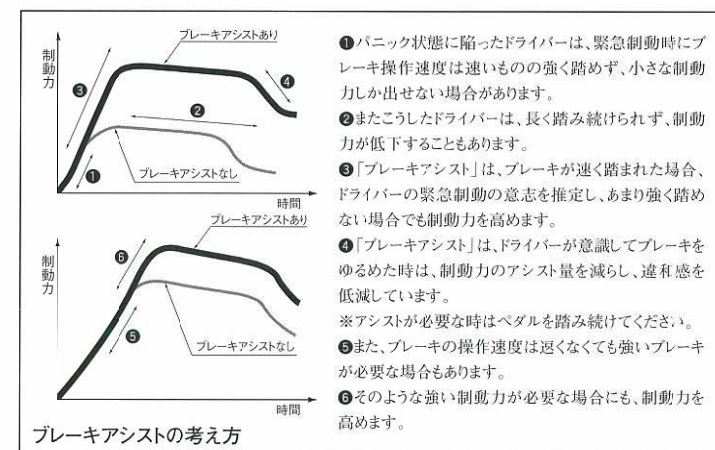 ブレーキアシストあり
制動力
❸
❹
❷
❶
ブレーキアシストなし
時間
ブレーキアシストあり
制動力
❻
❺
ブレーキアシストなし
時間
ブレーキアシストの考え方
❶パニック状態に陥ったドライバーは、緊急制動時にブ
レーキ操作速度は速いものの強く踏めず、小さな制動
力しか出せない場合があります。
❷またこうしたドライバーは、長く踏み続けられず、制動
力が低下することもあります。
❸「ブレーキアシスト」は、ブレーキが速く踏まれた場合、
ドライバーの緊急制動の意志を推定し、あまり強く踏め
ない場合でも制動力を高めます。
❹「ブレーキアシスト」は、ドライバーが意識してブレーキを
ゆるめた時は、制動力のアシスト量を減らし、違和感を
低減しています。
※アシストが必要な時はペダルを踏み続けてください。
❺また、ブレーキの操作速度は速くなくても強いブレーキ
が必要な場合もあります。
❻そのような強い制動力が必要な場合にも、制動力を
高めます。